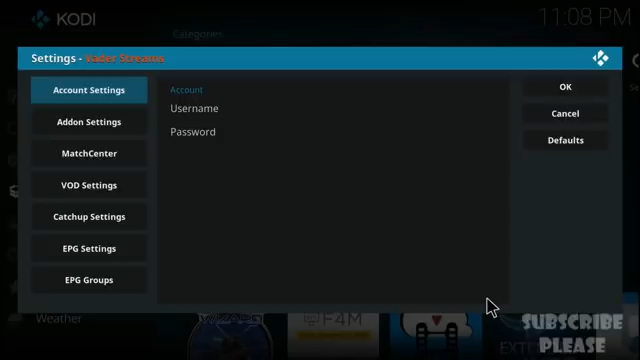 KODI
Categories
11:08 PM
Settings - Vader Streams
Account Settings
Addon Settings
MatchCenter
VOD Settings
Catchup Settings
EPG Settings
EPG Groups
Account
Username
Password
OK
Cancel
Defaults
Weather
F4M
SUBSCRIBE
PLEASE